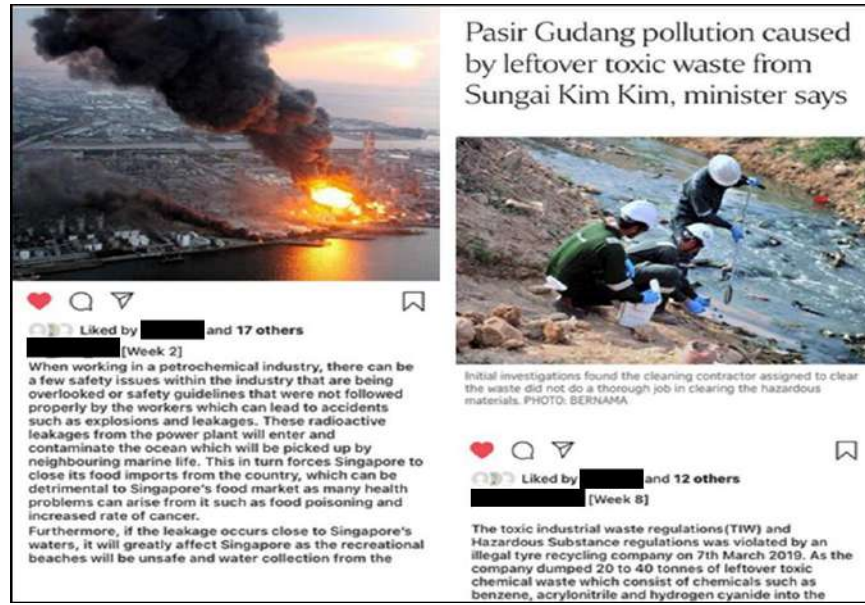 Liked by and 17 others
[Week 2]
When working in a petrochemical industry, there can be
a few safety issues within the industry that are being
overlooked or safety guidelines that were not followed
properly by the workers which can lead to accidents
such as explosions and leakages. These radioactive
leakages from the power plant will enter and
contaminate the ocean which will be picked up by
neighbouring marine life. This in turn forces Singapore to
close its food imports from the country, which can be
detrimental to Singapore's food market as many health
problems can arise from it such as food poisoning and
increased rate of cancer.
Furthermore, if the leakage occurs close to Singapore's
waters, it will greatly affect Singapore as the recreational
beaches will be unsafe and water collection from the
Pasir Gudang pollution caused
by leftover toxic waste from
Sungai Kim Kim, minister says
Initial investigations found the cleaning contractor assigned to clear
the waste did not do a thorough job in clearing the hazardous
materials. PHOTO: BERNAMA
Liked by and 12 others
[Week 8]
The toxic industrial waste regulations(TIW) and
Hazardous Substance regulations was violated by an
illegal tyre recycling company on 7th March 2019. As the
company dumped 20 to 40 tonnes of leftover toxic
chemical waste which consist of chemicals such as
benzene, acrylonitrile and hydrogen cyanide into the